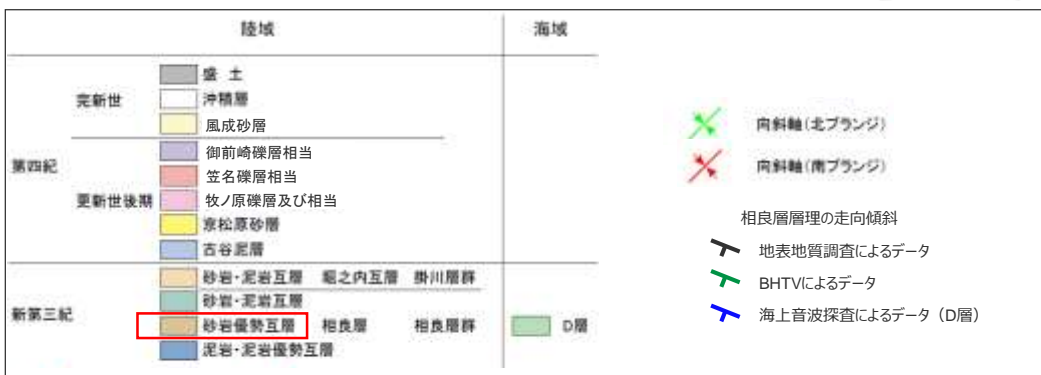 陸域 海域
盛 土
完新世 沖積層
風成砂層
御前崎礫層相当
第四紀 笠名礫層相当
更新世後期 牧ノ原礫層及び相当
京松原砂層
古谷泥層
砂岩・泥岩互層 堀之内互層 掛川層群
砂岩・泥岩互層
新第三紀 砂岩優勢互層 相良層 相良層群 D層
泥岩・泥岩優勢互層
向斜軸(北プランジ)
向斜軸(南プランジ)
相良層層理の走向傾斜
地表地質調査によるデータ
BHTVによるデータ
海上音波探査によるデータ（D層）